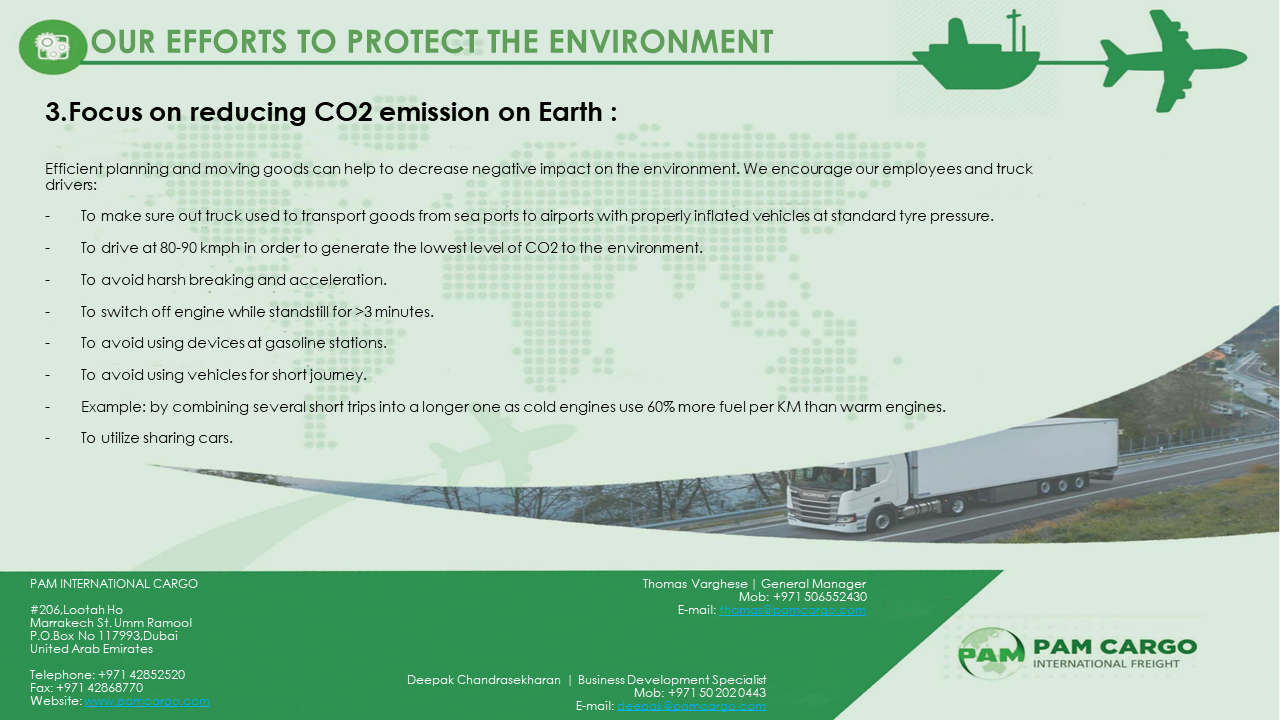 OUR EFFORTS TO PROTECT THE ENVIRONMENT
3.Focus on reducing CO2 emission on Earth :
Efficient planning and moving goods can help to decrease negative impact on the environment. We encourage our employees and truck
drivers:
- To make sure out truck used to transport goods from sea ports to airports with properly inflated vehicles at standard tyre pressure.
- To drive at 80-90 kmph in order to generate the lowest level of CO2 to the environment.
- To avoid harsh breaking and acceleration.
- To switch off engine while standstill for >3 minutes.
- To avoid using devices at gasoline stations.
- To avoid using vehicles for short journey.
- Example: by combining several short trips into a longer one as cold engines use 60% more fuel per KM than warm engines.
- To utilize sharing cars.
SCANIA
PAM INTERNATIONAL CARGO
#206,Lootah Ho
Marrakech St. Umm Ramool
P.O.Box No 117993,Dubai
United Arab Emirates
Telephone: +971 42852520
Fax: +971 42868770
Website: www.pamcargo.com
Thomas Varghese | General Manager
Mob: +971 506552430
E-mail: thomas@pamcargo.com
Deepak Chandrasekharan | Business Development Specialist
Mob: +971 50 202 0443
E-mail: deepak@pamcargo.com
PAM PAM CARGO
INTERNATIONAL FREIGHT